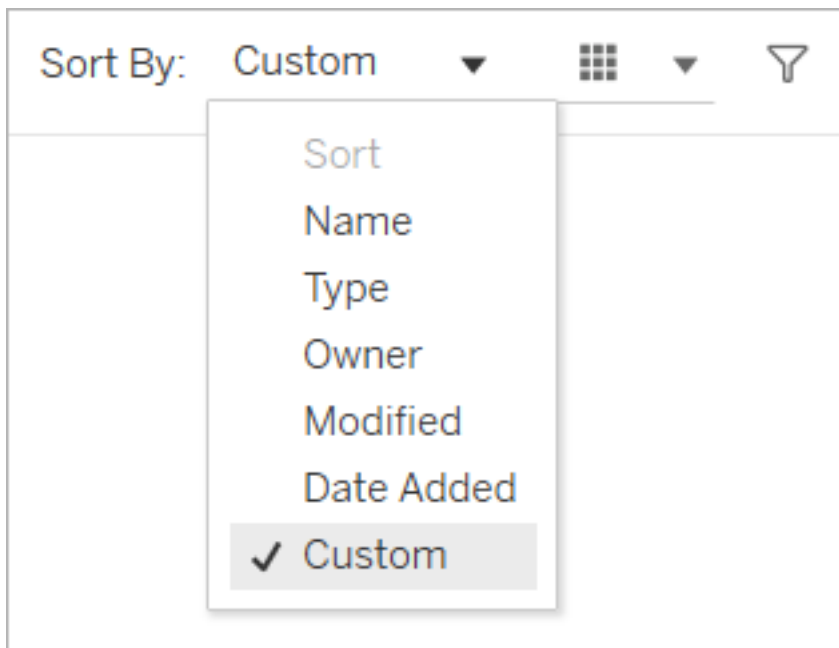 Sort By: Custom
Sort
Name
Type
Owner
Modified
Date Added
Custom